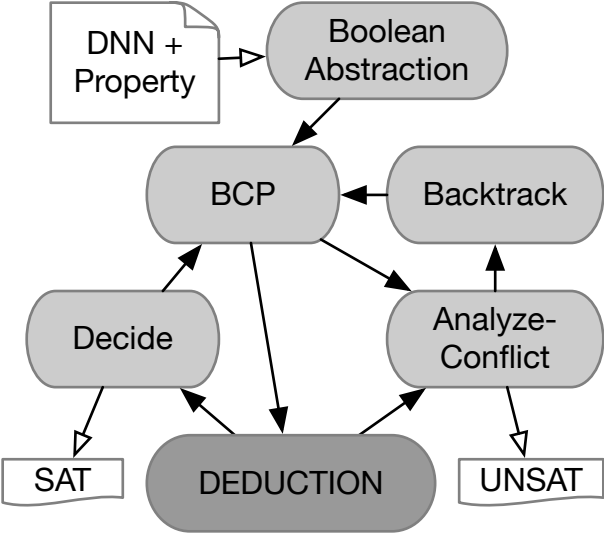 DNN +
Property
Boolean
Abstraction
BCP
Backtrack
Decide
Analyze-
Conflict
SAT
DEDUCTION
UNSAT